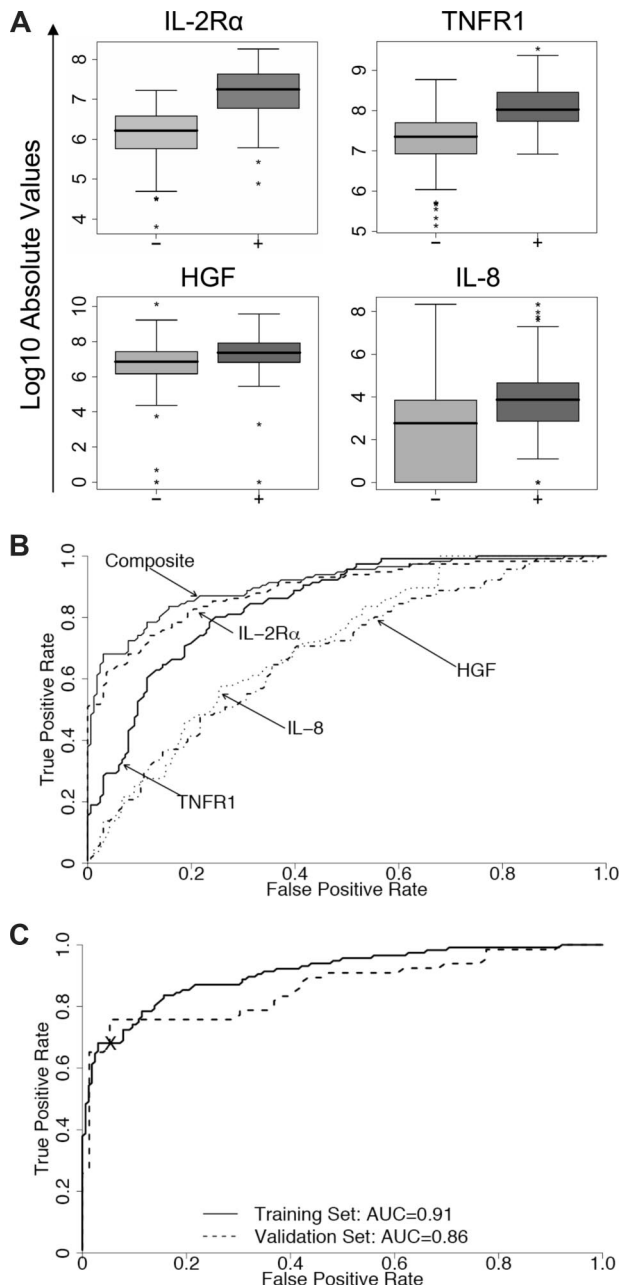 A
Log10 Absolute Values
IL-2Rα
8
7
6
5
4
* * *
* *
– +
TNFR1
9
8
7
6
5
*
* * * *
– +
HGF
10
8
6
4
2
0
* * * *
* *
– +
IL-8
8
6
4
2
0
* * * *
*
– +
B
True Positive Rate
1.0
0.8
0.6
0.4
0.2
0
Composite
IL-2Rα
HGF
IL-8
TNFR1
0 0.2 0.4 0.6 0.8 1.0
False Positive Rate
C
True Positive Rate
1.0
0.8
0.6
0.4
0.2
0
X
Training Set: AUC=0.91
Validation Set: AUC=0.86
0 0.2 0.4 0.6 0.8 1.0
False Positive Rate